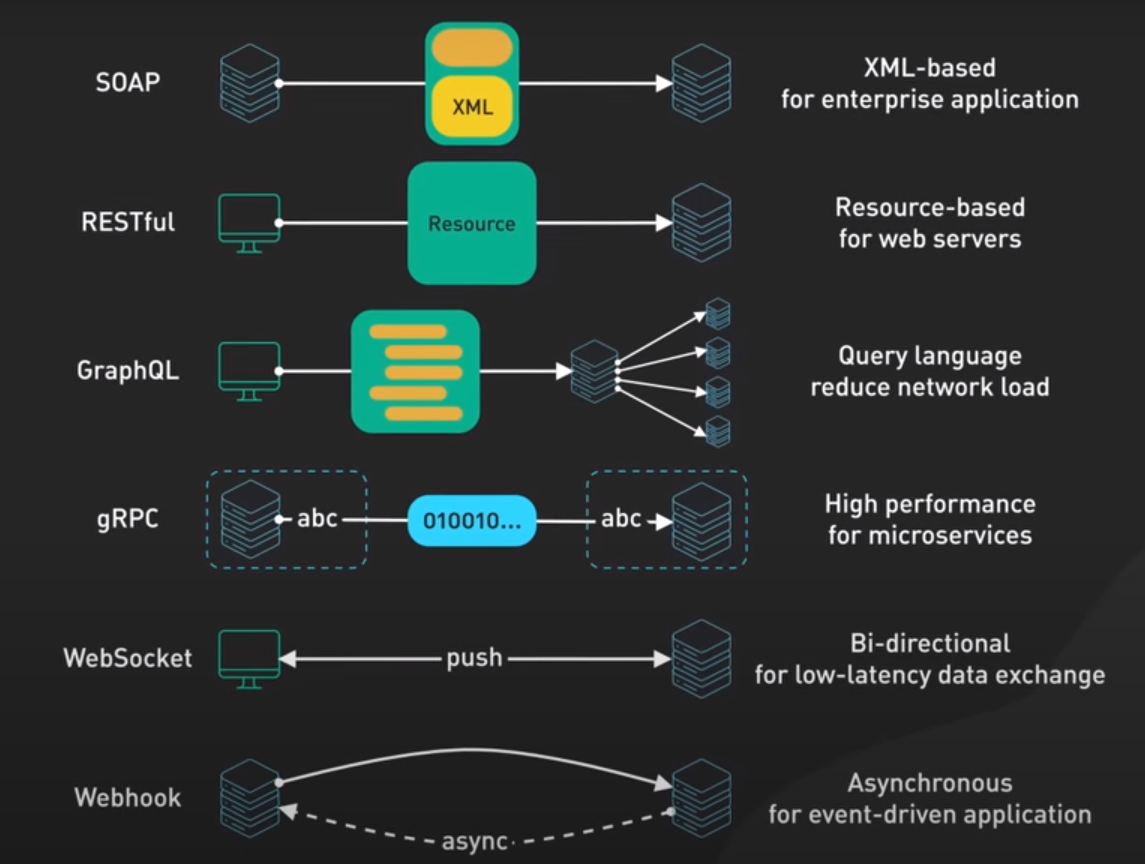 SOAP
XML
XML-based
for enterprise application
RESTful
Resource
Resource-based
for web servers
GraphQL
Query language
reduce network load
gRPC
abc
010010...
abc
High performance
for microservices
WebSocket
push
Bi-directional
for low-latency data exchange
Webhook
async
Asynchronous
for event-driven application